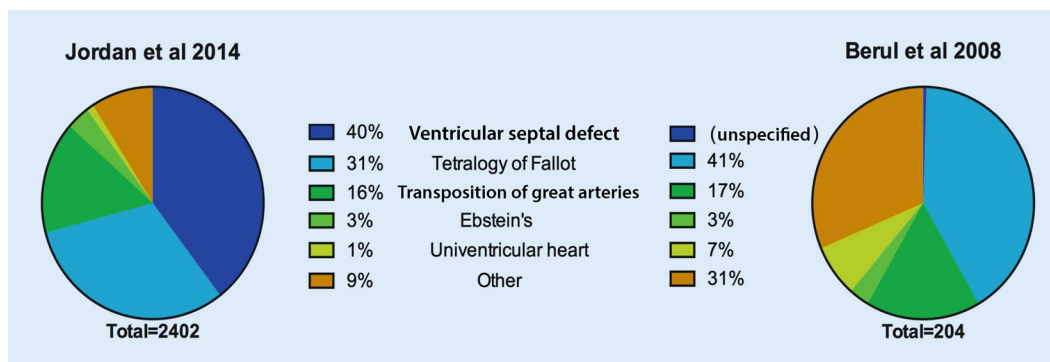 Jordan et al 2014
Berul et al 2008
40% Ventricular septal defect (unspecified)
31% Tetralogy of Fallot 41%
16% Transposition of great arteries 17%
3% Ebstein's 3%
1% Univentricular heart 7%
9% Other 31%
Total=2402
Total=204